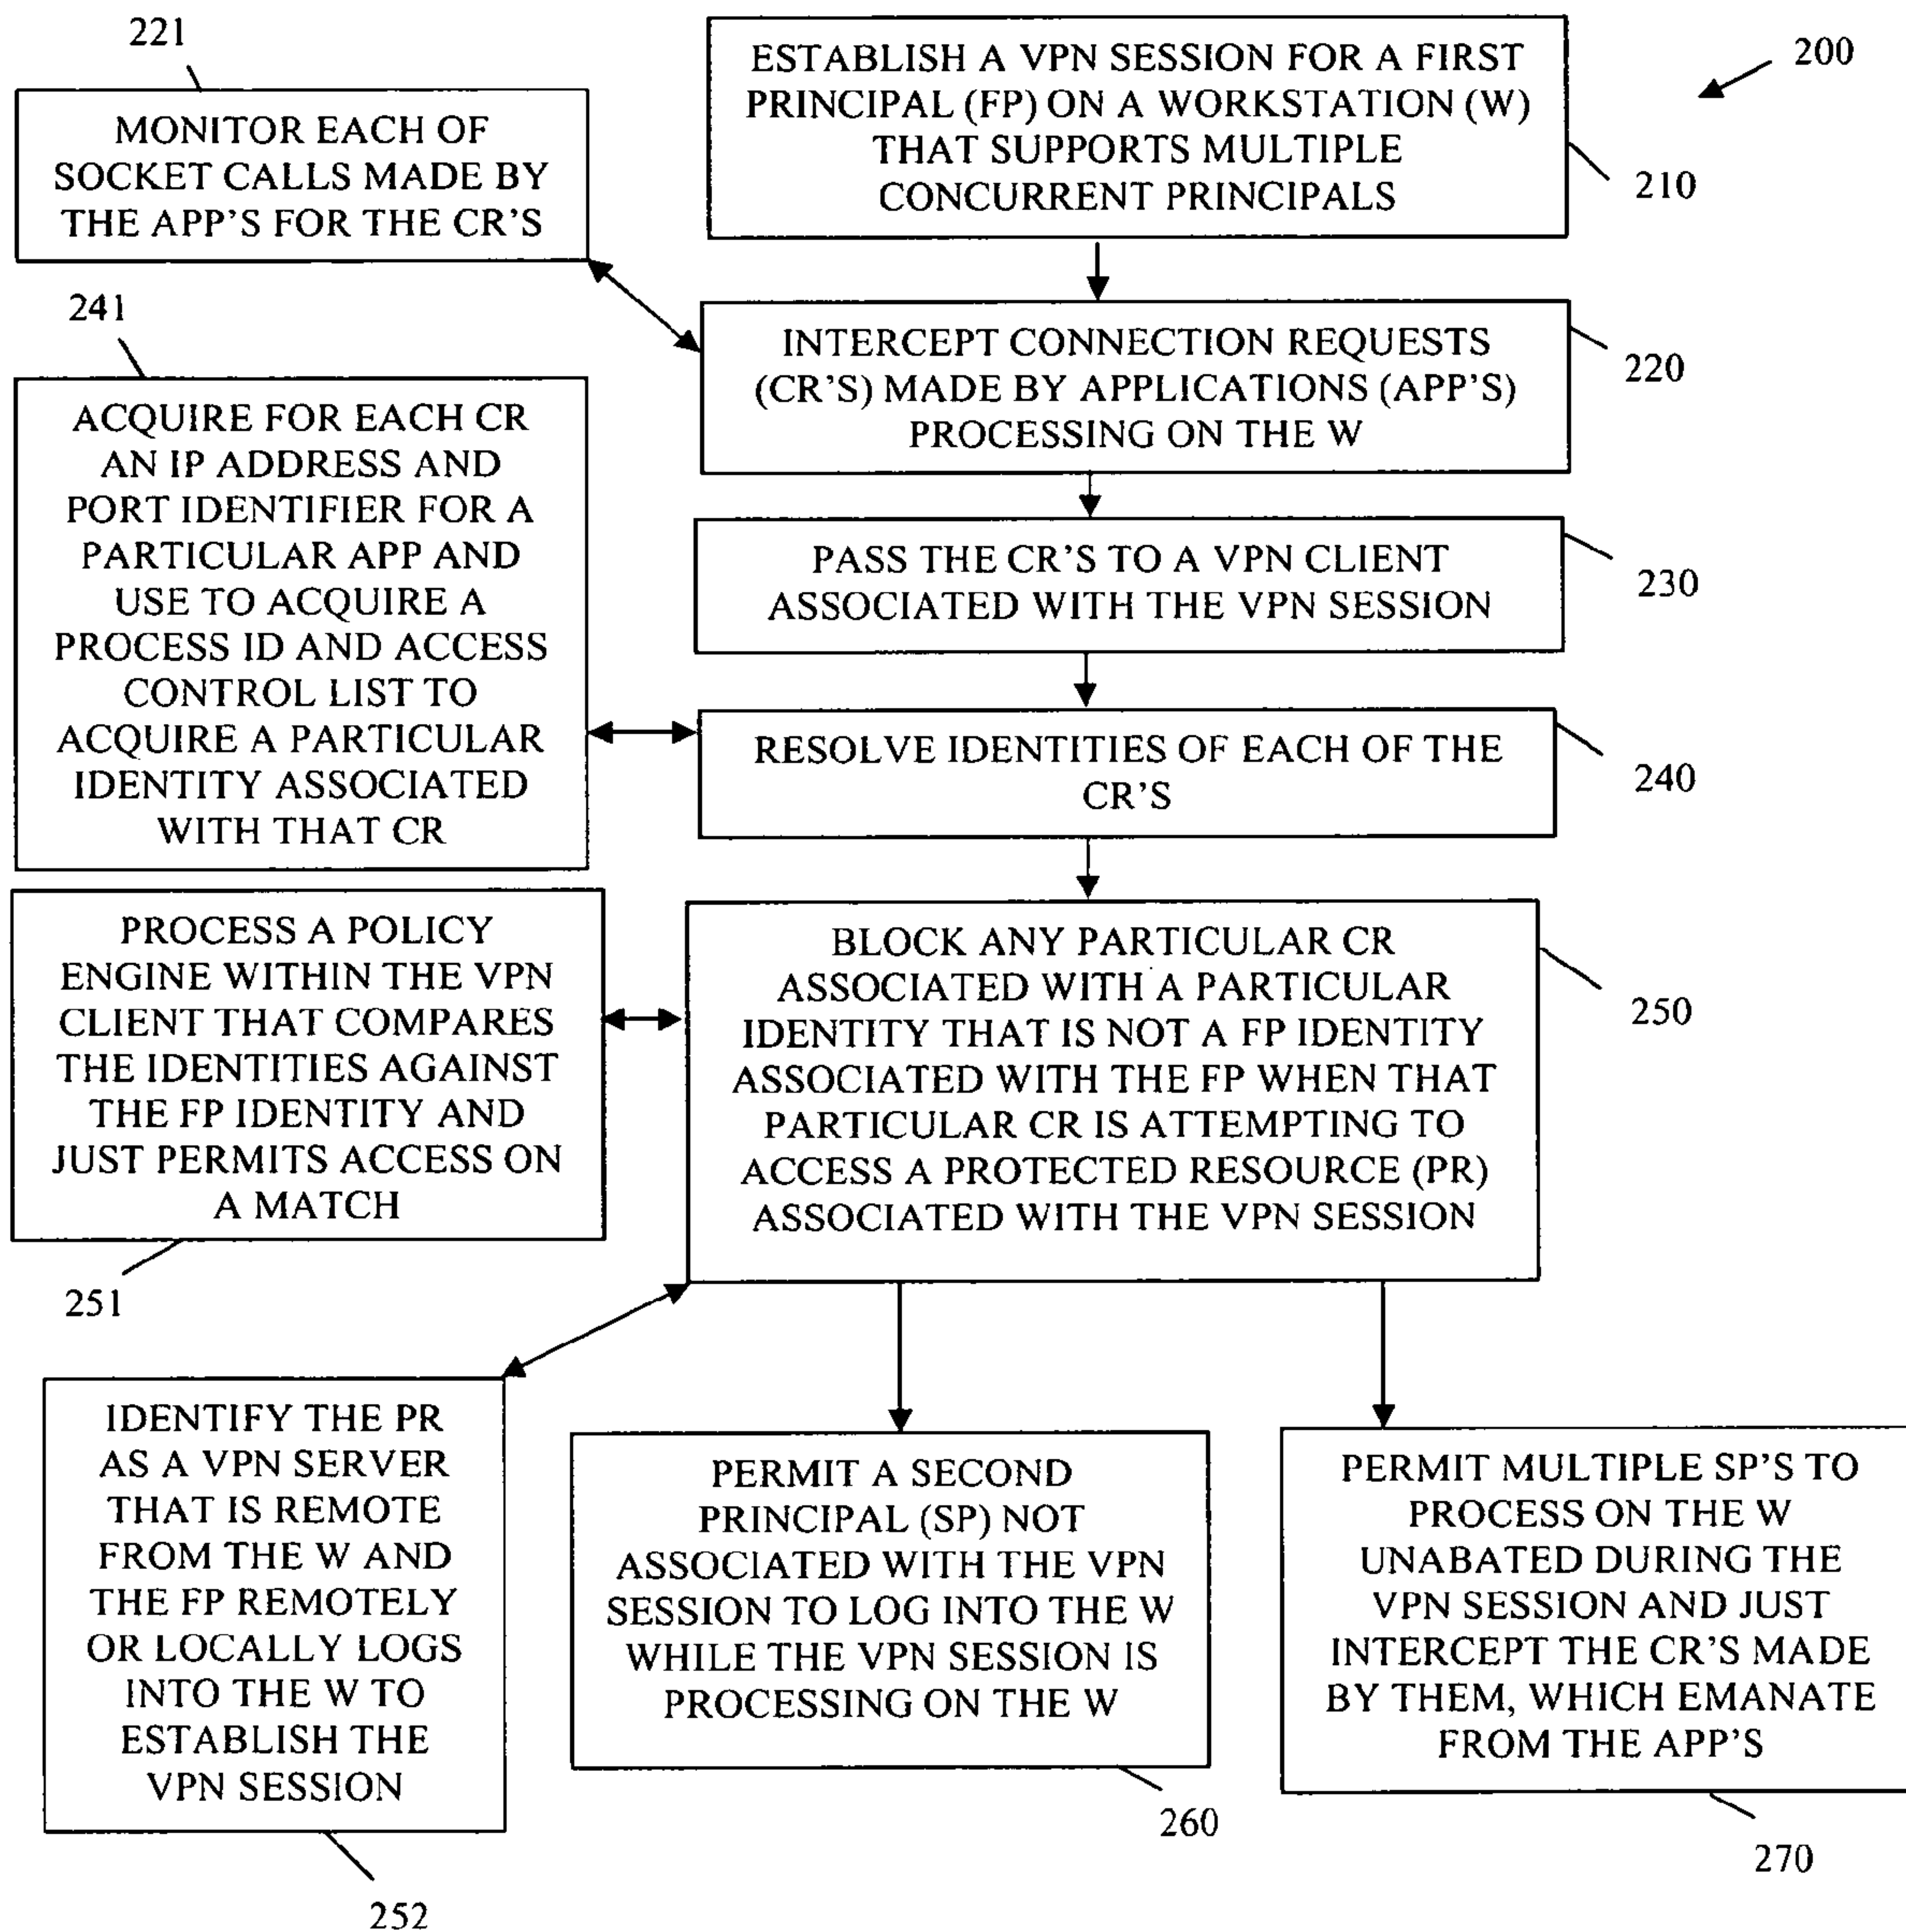 221
MONITOR EACH OF
SOCKET CALLS MADE BY
THE APP'S FOR THE CR'S
ESTABLISH A VPN SESSION FOR A FIRST
PRINCIPAL (FP) ON A WORKSTATION (W)
THAT SUPPORTS MULTIPLE
CONCURRENT PRINCIPALS
200
210
241
INTERCEPT CONNECTION REQUESTS
(CR'S) MADE BY APPLICATIONS (APP'S)
PROCESSING ON THE W
220
ACQUIRE FOR EACH CR
AN IP ADDRESS AND
PORT IDENTIFIER FOR A
PARTICULAR APP AND
USE TO ACQUIRE A
PROCESS ID AND ACCESS
CONTROL LIST TO
ACQUIRE A PARTICULAR
IDENTITY ASSOCIATED
WITH THAT CR
PASS THE CR'S TO A VPN CLIENT
ASSOCIATED WITH THE VPN SESSION
230
RESOLVE IDENTITIES OF EACH OF THE
CR'S
240
PROCESS A POLICY
ENGINE WITHIN THE VPN
CLIENT THAT COMPARES
THE IDENTITIES AGAINST
THE FP IDENTITY AND
JUST PERMITS ACCESS ON
A MATCH
251
BLOCK ANY PARTICULAR CR
ASSOCIATED WITH A PARTICULAR
IDENTITY THAT IS NOT A FP IDENTITY
ASSOCIATED WITH THE FP WHEN THAT
PARTICULAR CR IS ATTEMPTING TO
ACCESS A PROTECTED RESOURCE (PR)
ASSOCIATED WITH THE VPN SESSION
250
IDENTIFY THE PR
AS A VPN SERVER
THAT IS REMOTE
FROM THE W AND
THE FP REMOTELY
OR LOCALLY LOGS
INTO THE W TO
ESTABLISH THE
VPN SESSION
252
PERMIT A SECOND
PRINCIPAL (SP) NOT
ASSOCIATED WITH THE VPN
SESSION TO LOG INTO THE W
WHILE THE VPN SESSION IS
PROCESSING ON THE W
260
PERMIT MULTIPLE SP'S TO
PROCESS ON THE W
UNABATED DURING THE
VPN SESSION AND JUST
INTERCEPT THE CR'S MADE
BY THEM, WHICH EMANATE
FROM THE APP'S
270